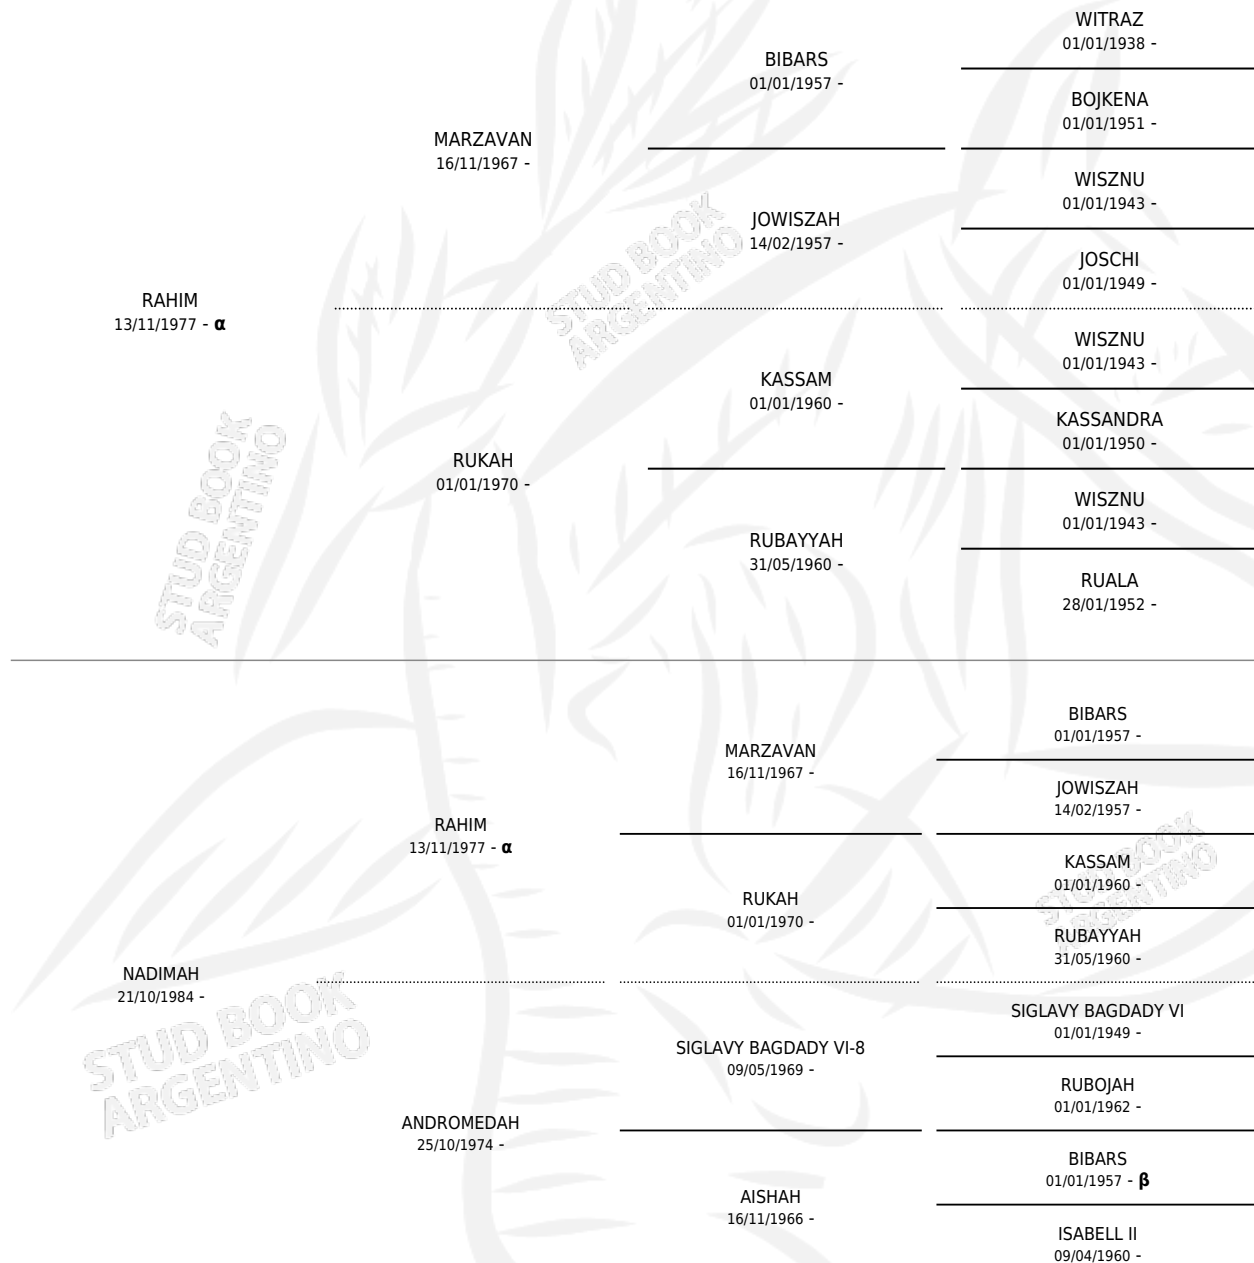 WITRAZ
01/01/1938 -
BIBARS
01/01/1957 -
BOJKENA
01/01/1951 -
MARZAVAN
16/11/1967 -
WISZNU
01/01/1943 -
JOWISZAH
14/02/1957 -
JOSCHI
01/01/1949 -
RAHIM
13/11/1977 - α
WISZNU
01/01/1943 -
KASSAM
01/01/1960 -
KASSANDRA
01/01/1950 -
RUKAH
01/01/1970 -
WISZNU
01/01/1943 -
RUBAYYAH
31/05/1960 -
RUALA
28/01/1952 -
STUD BOOK
ARGENTINO
STUD BOOK
ARGENTINO
BIBARS
01/01/1957 -
MARZAVAN
16/11/1967 -
JOWISZAH
14/02/1957 -
RAHIM
13/11/1977 - α
KASSAM
01/01/1960 -
RUKAH
01/01/1970 -
RUBAYYAH
31/05/1960 -
NADIMAH
21/10/1984 -
SIGLAVY BAGDADY VI
01/01/1949 -
SIGLAVY BAGDADY VI-8
09/05/1969 -
RUBOJAH
01/01/1962 -
ANDROMEDAH
25/10/1974 -
BIBARS
01/01/1957 - β
AISHAH
16/11/1966 -
ISABELL II
09/04/1960 -
STUD BOOK
ARGENTINO
STUD BOOK
ARGENTINO